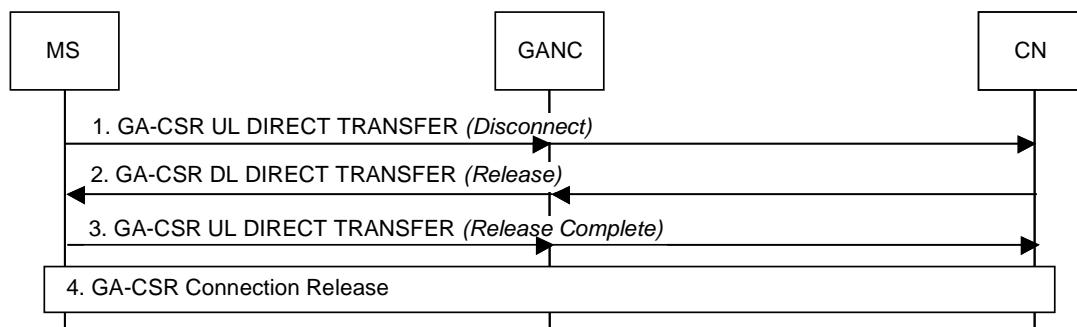 MS
GANC
CN
1. GA-CSR UL DIRECT TRANSFER (Disconnect)
2. GA-CSR DL DIRECT TRANSFER (Release)
3. GA-CSR UL DIRECT TRANSFER (Release Complete)
4. GA-CSR Connection Release